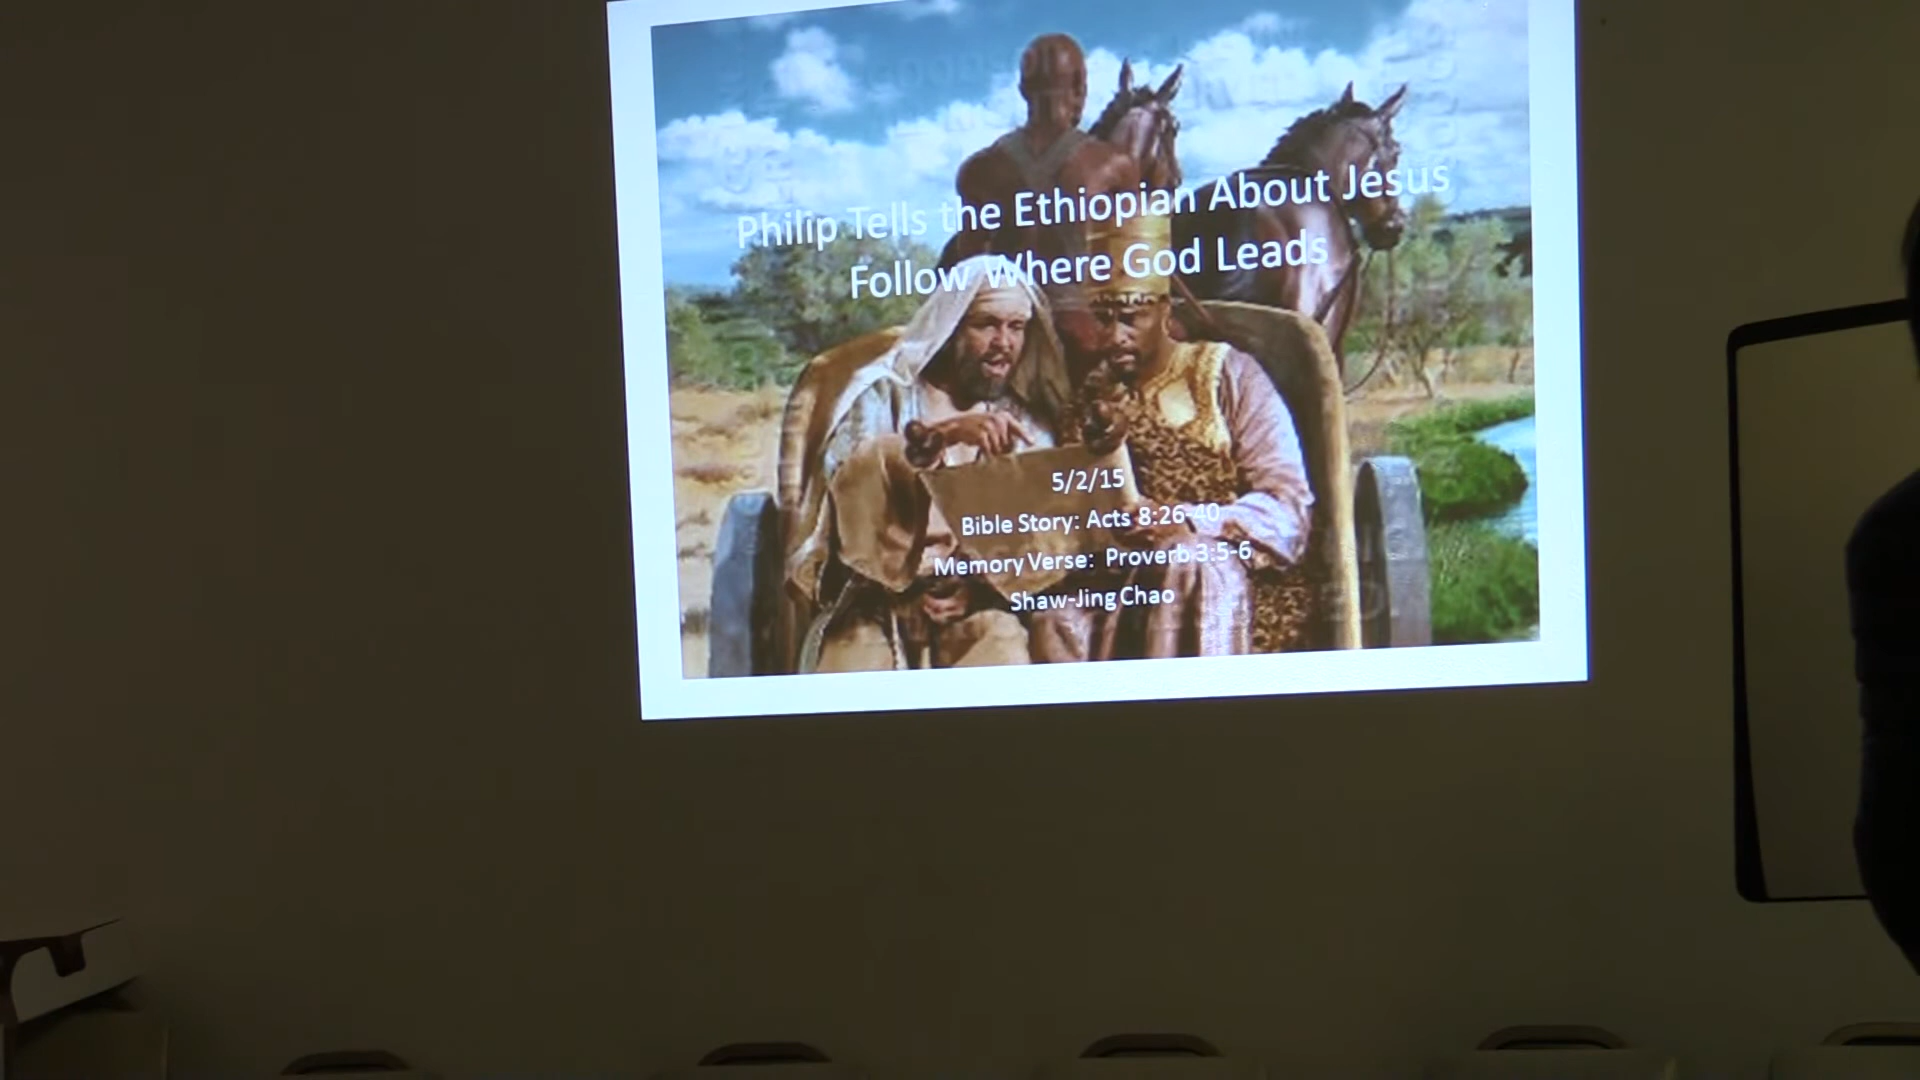 Philip Tells the Ethiopian About Jesus
Follow Where God Leads
5/2/15
Bible Story: Acts 8:26-40
Memory Verse: Proverb 3:5-6
Shaw-Jing Chao